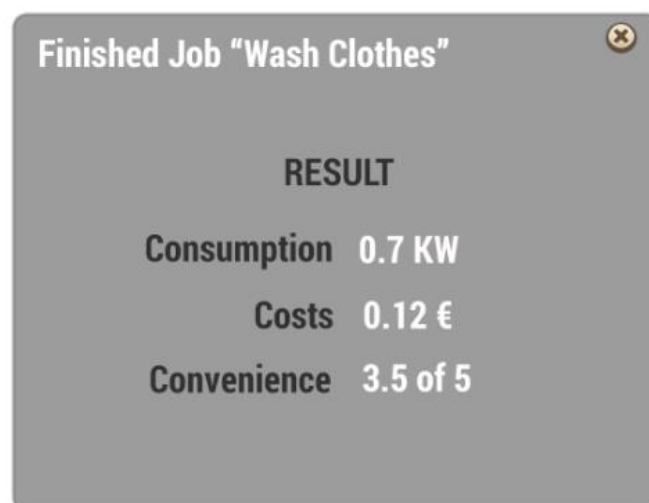 Finished Job “Wash Clothes”
RESULT
Consumption 0.7 KW
Costs 0.12 €
Convenience 3.5 of 5